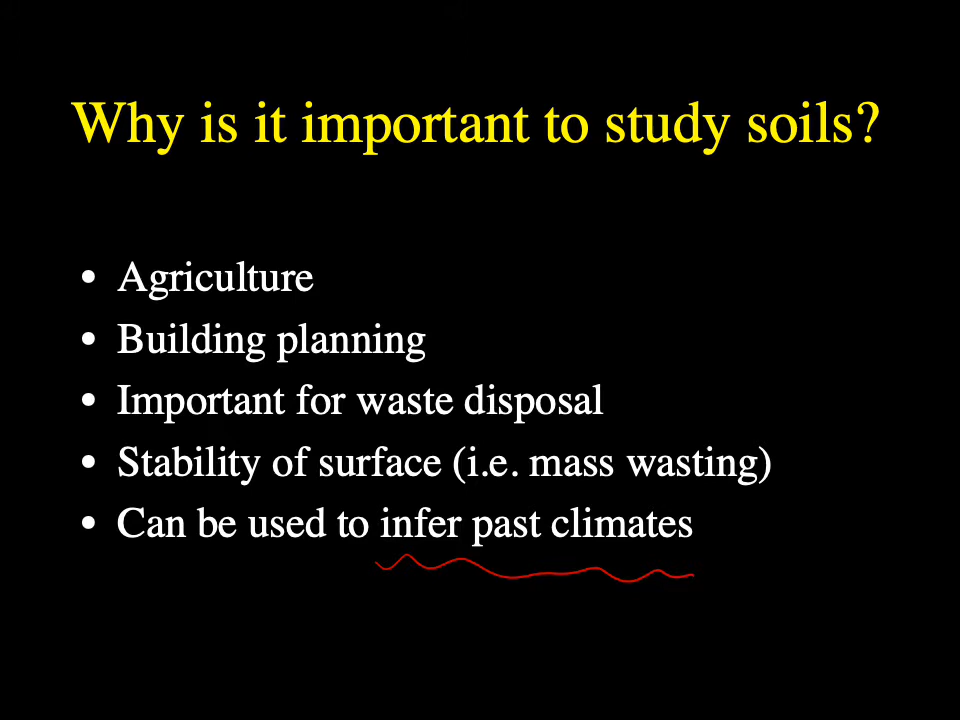 Why is it important to study soils?
• Agriculture
• Building planning
• Important for waste disposal
• Stability of surface (i.e. mass wasting)
• Can be used to infer past climates